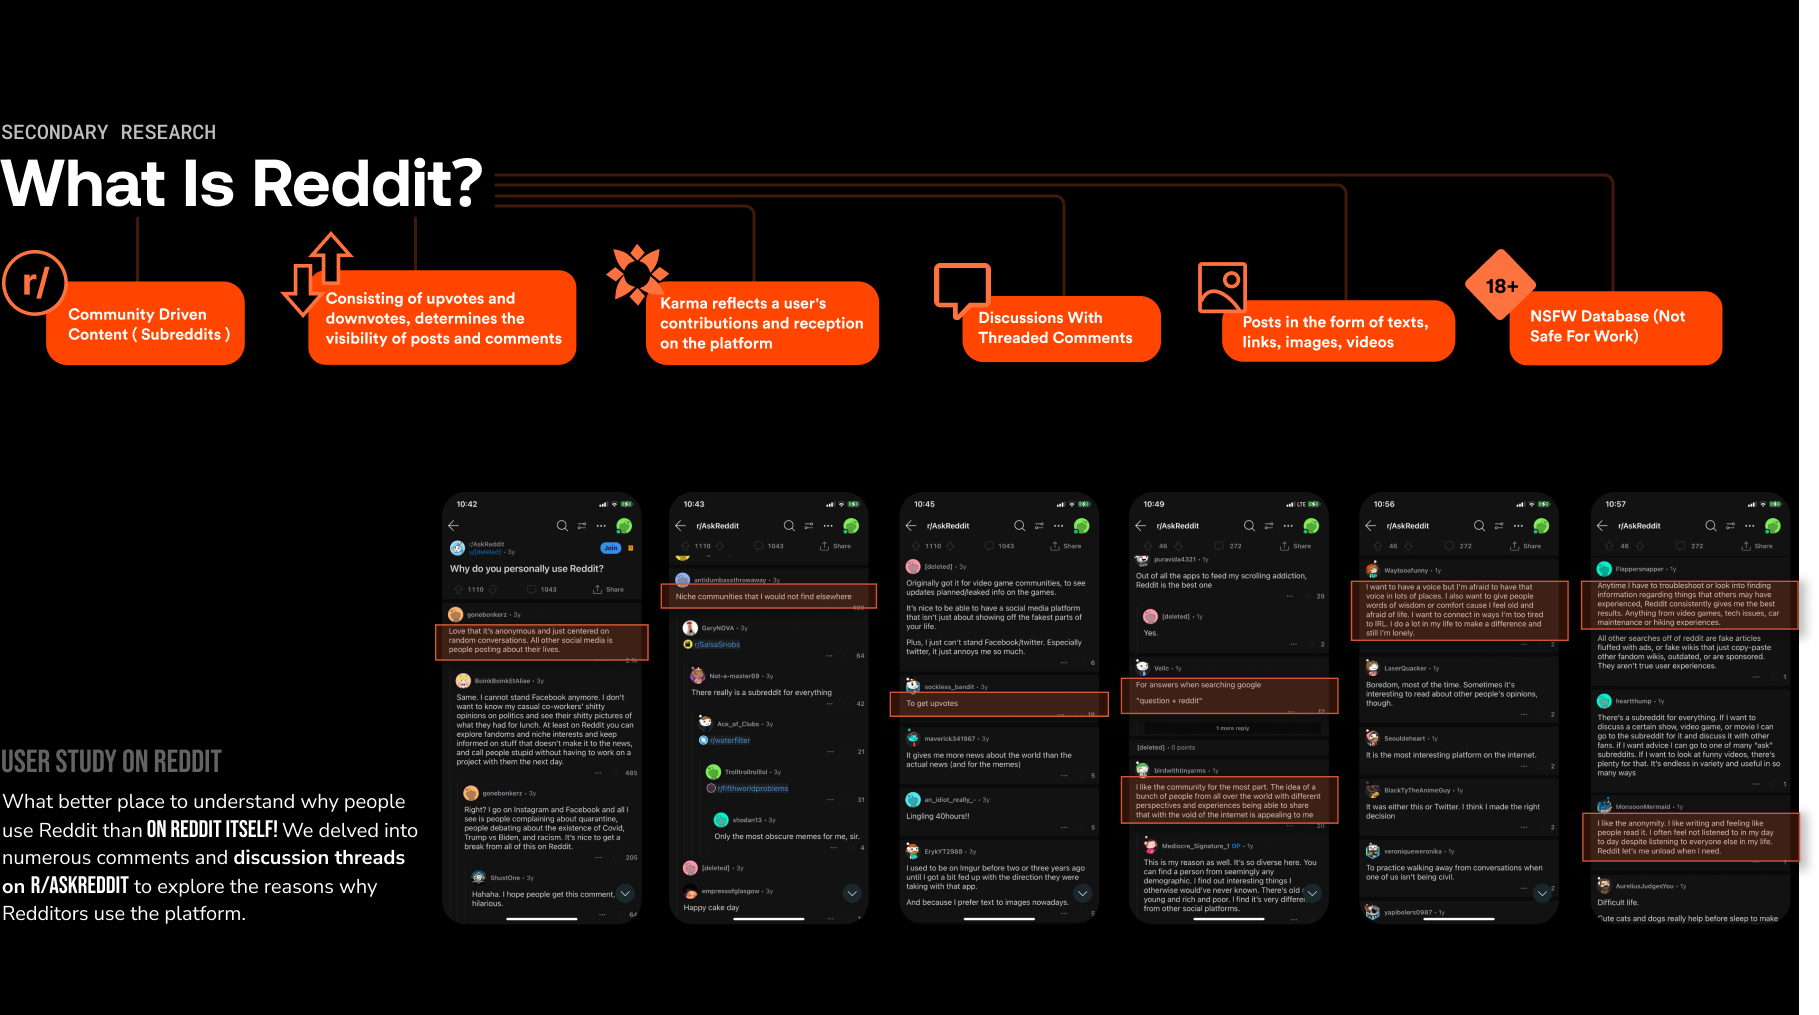 SECONDARY RESEARCH
What Is Reddit?
r/
Community Driven
Content ( Subreddits )
Consisting of upvotes and
downvotes, determines the
visibility of posts and comments
Karma reflects a user's
contributions and reception
on the platform
Discussions With
Threaded Comments
Posts in the form of texts,
links, images, videos
18+
NSFW Database (Not
Safe For Work)
USER STUDY ON REDDIT
What better place to understand why people
use Reddit than ON REDDIT ITSELF! We delved into
numerous comments and discussion threads
on R/ASKREDDIT to explore the reasons why
Redditors use the platform.
10:42
r/AskReddit
u/[deleted] • 3y
Join
Why do you personally use Reddit?
1110
1043
Share
gonebonkerz • 3y
Love that it's anonymous and just centered on
random conversations. All other social media is
people posting about their lives.
BoinkBoinkEtAliae • 3y
Same. I cannot stand Facebook anymore. I don't
want to know my casual co-workers' shitty
opinions on politics and see their shitty pictures of
what they had for lunch. At least on Reddit you can
explore fandoms and niche interests and keep
informed on stuff that doesn't make it to the news,
and call people stupid without having to work on a
project with them the next day.
485
gonebonkerz • 3y
Right? I go on Instagram and Facebook and all I
see is people complaining about quarantine,
people debating about the existence of Covid,
Trump vs Biden, and racism. It's nice to get a
break from all of this on Reddit.
205
ShustOne • 3y
Hahaha. I hope people get this comment,
hilarious.
64
10:43
r/AskReddit
1110
1043
Share
antidumbassthrowaway • 3y
Niche communities that I would not find elsewhere
GaryNOVA • 3y
r/SalsaSnobs
64
Not-a-master69 • 3y
There really is a subreddit for everything
42
Ace_of_Clubs • 3y
r/waterfilter
21
Trolltrollrolllol • 3y
r/fifthworldproblems
31
shodan13 • 3y
Only the most obscure memes for me, sir.
4
[deleted] • 3y
empressofglasgow • 3y
Happy cake day
10:45
r/AskReddit
1110
1043
Share
[deleted] • 3y
Originally got it for video game communities, to see
updates planned/leaked info on the games.
It's nice to be able to have a social media platform
that isn't just about showing off the fakest parts of
your life.
Plus, I just can't stand Facebook/twitter. Especially
twitter, it just annoys me so much.
6
sockless_bandit • 3y
To get upvotes
maverick341967 • 3y
It gives me more news about the world than the
actual news (and for the memes)
5
an_idiot_really_- • 3y
Lingling 40hours!!
5
ErykYT2988 • 3y
I used to be on Imgur before two or three years ago
until I got a bit fed up with the direction they were
taking with that app.
And because I prefer text to images nowadays.
5
10:49
LTE
r/AskReddit
46
272
Share
puravida4321 • 1y
Out of all the apps to feed my scrolling addiction,
Reddit is the best one
29
[deleted] • 1y
Yes.
2
Velic • 1y
For answers when searching google
"question + reddit"
1 more reply
[deleted] • 0 points
birdwithtinyarms • 1y
I like the community for the most part. The idea of a
bunch of people from all over the world with different
perspectives and experiences being able to share
that with the void of the internet is appealing to me
20
Mediocre_Signature_1 OP • 1y
This is my reason as well. It's so diverse here. You
can find a person from seemingly any
demographic. I find out interesting things I
otherwise would've never known. There's old
young and rich and poor. I find it's very differe
from other social platforms.
10:56
r/AskReddit
46
272
Share
Waytooofunny • 1y
I want to have a voice but I'm afraid to have that
voice in lots of places. I also want to give people
words of wisdom or comfort cause I feel old and
afraid of life. I want to connect in ways I'm too tired
to IRL. I do a lot in my life to make a difference and
still I'm lonely.
LaserQuacker • 1y
Boredom, most of the time. Sometimes it's
interesting to read about other people's opinions,
though.
2
Seouldeheart • 1y
It is the most interesting platform on the internet.
2
BlackTyTheAnimeGuy • 1y
It was either this or Twitter. I think I made the right
decision
2
veroniqueweronika • 1y
To practice walking away from conversations when
one of us isn't being civil.
2
yapibolers0987 • 1y
10:57
r/AskReddit
46
272
Share
Flappersnapper • 1y
Anytime I have to troubleshoot or look into finding
information regarding things that others may have
experienced, Reddit consistently gives me the best
results. Anything from video games, tech issues, car
maintenance or hiking experiences.
All other searches off of reddit are fake articles
fluffed with ads, or fake wikis that just copy-paste
other fandom wikis, outdated, or are sponsored.
They aren't true user experiences.
1
heartthump • 1y
There's a subreddit for everything. If I want to
discuss a certain show, video game, or movie I can
go to the subreddit for it and discuss it with other
fans. if I want advice I can go to one of many "ask"
subreddits. If I want to look at funny videos, there's
plenty for that. It's endless in variety and useful in so
many ways
1
MonsoonMermaid • 1y
I like the anonymity. I like writing and feeling like
people read it. I often feel not listened to in my day
to day despite listening to everyone else in my life.
Reddit let's me unload when I need.
AureliusJudgesYou • 1y
Difficult life.
Cute cats and dogs really help before sleep to make